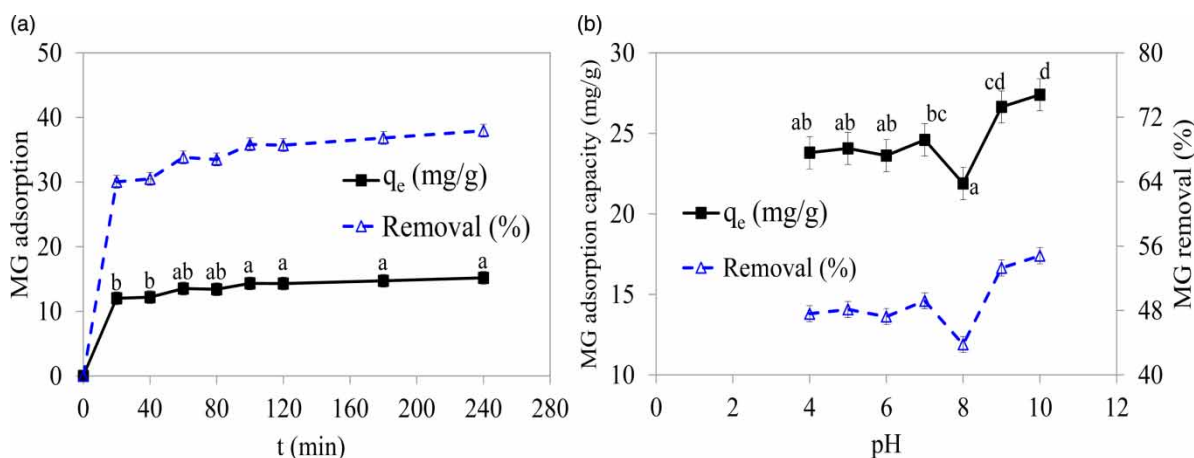 (a)
50
40
30
20
10
0
MG adsorption
b b ab ab a a a a
qe (mg/g)
Removal (%)
0 40 80 120 160 200 240 280
t (min)
(b)
30
25
20
15
10
MG adsorption capacity (mg/g)
80
72
64
56
48
40
MG removal (%)
ab ab ab bc a cd d
qe (mg/g)
Removal (%)
0 2 4 6 8 10 12
pH